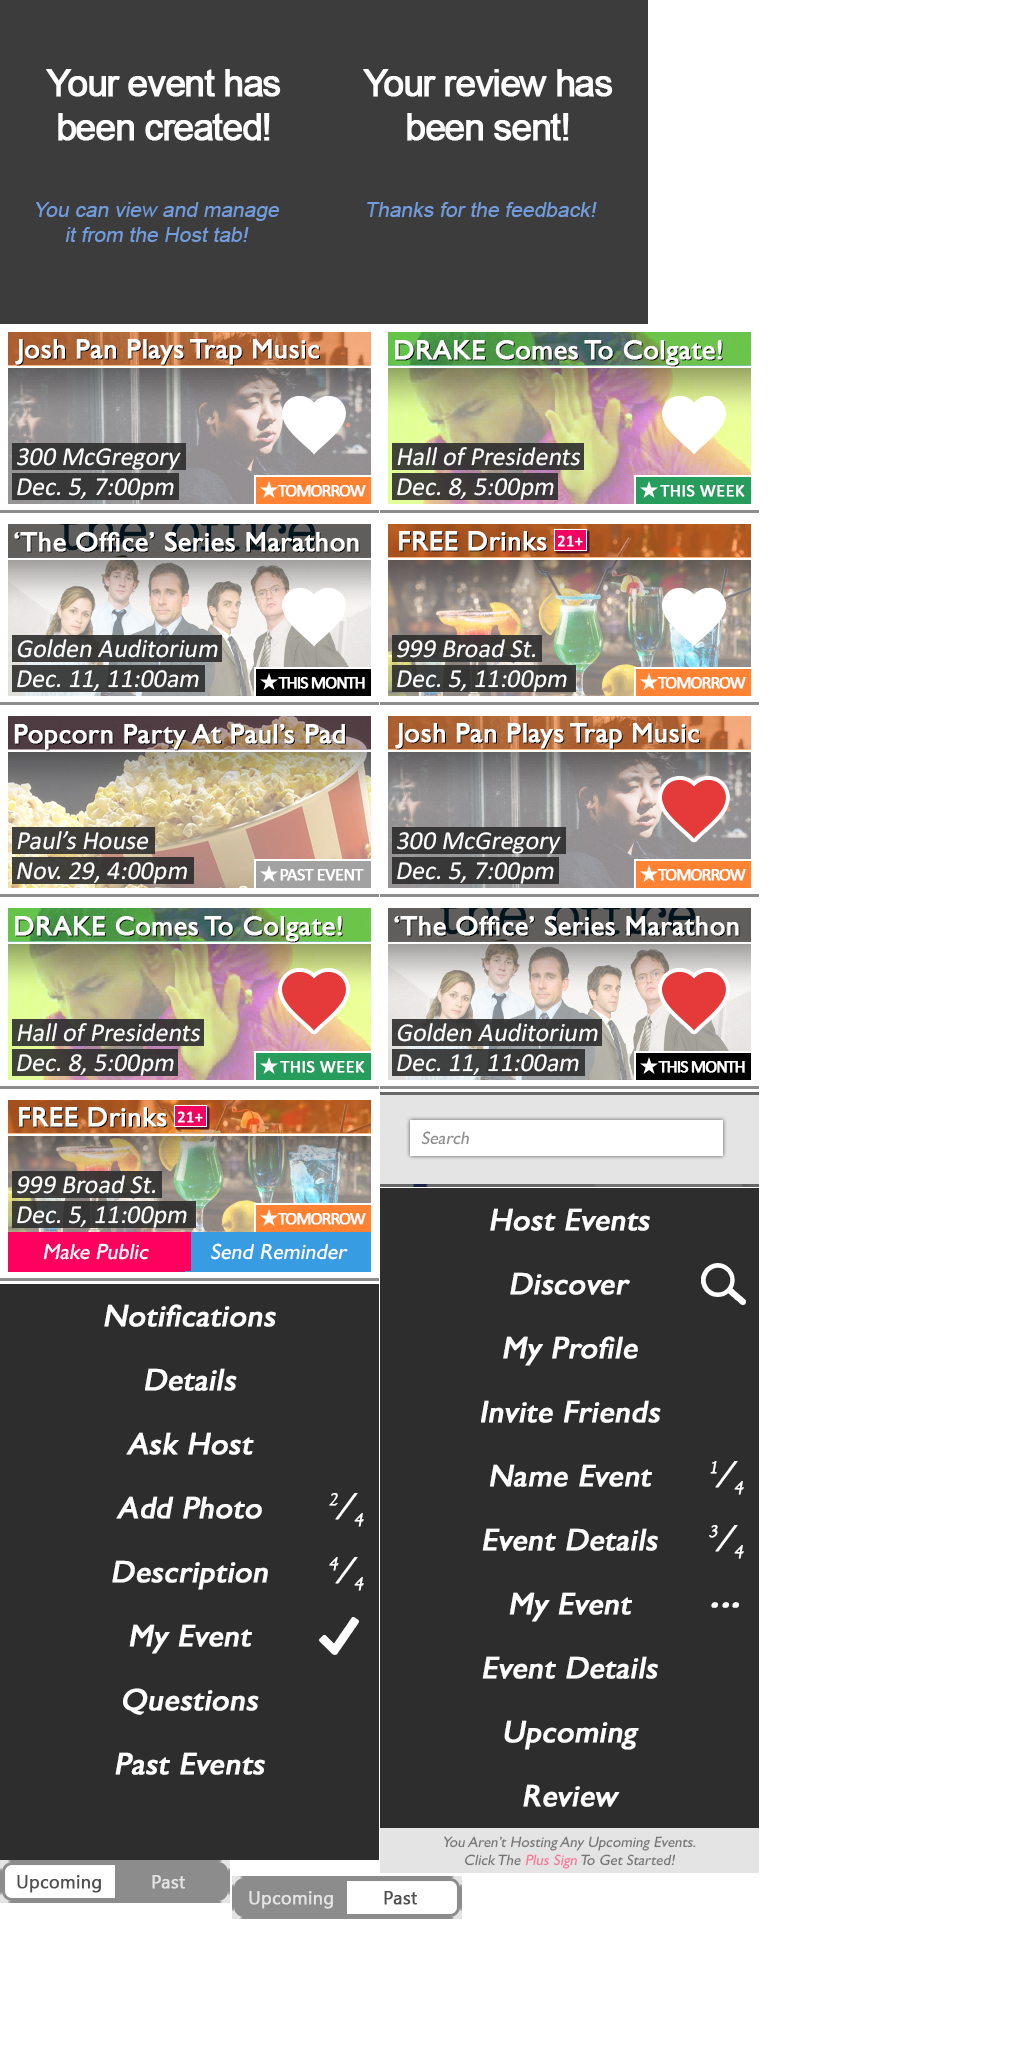 Your event has
been created!
You can view and manage
it from the Host tab!
Your review has
been sent!
Thanks for the feedback!
Josh Pan Plays Trap Music
300 McGregory
Dec. 5, 7:00pm
★TOMORROW
DRAKE Comes To Colgate!
Hall of Presidents
Dec. 8, 5:00pm
★THIS WEEK
the office
‘The Office’ Series Marathon
Golden Auditorium
Dec. 11, 11:00am
★THIS MONTH
FREE Drinks 21+
999 Broad St.
Dec. 5, 11:00pm
★TOMORROW
Popcorn Party At Paul’s Pad
Paul’s House
Nov. 29, 4:00pm
★PAST EVENT
Josh Pan Plays Trap Music
300 McGregory
Dec. 5, 7:00pm
★TOMORROW
DRAKE Comes To Colgate!
Hall of Presidents
Dec. 8, 5:00pm
★THIS WEEK
the office
‘The Office’ Series Marathon
Golden Auditorium
Dec. 11, 11:00am
★THIS MONTH
FREE Drinks 21+
999 Broad St.
Dec. 5, 11:00pm
★TOMORROW
Make Public
Send Reminder
Search
Notifications
Details
Ask Host
Add Photo 2/4
Description 4/4
My Event
Questions
Past Events
Host Events
Discover
My Profile
Invite Friends
Name Event 1/4
Event Details 3/4
My Event ...
Event Details
Upcoming
Review
You Aren’t Hosting Any Upcoming Events.
Click The Plus Sign To Get Started!
Upcoming Past
Upcoming Past